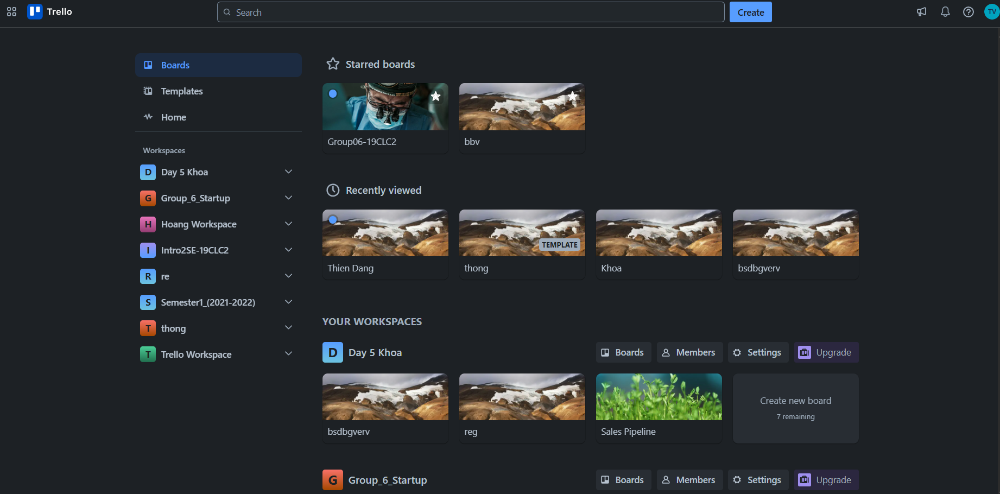 Trello
Search
Create
TV
Boards
Templates
Home
Workspaces
D Day 5 Khoa
G Group_6_Startup
H Hoang Workspace
I Intro2SE-19CLC2
R re
S Semester1_(2021-2022)
T thong
T Trello Workspace
Starred boards
Group06-19CLC2
bbv
Recently viewed
Thien Dang
TEMPLATE
thong
Khoa
bsdbgverv
YOUR WORKSPACES
D Day 5 Khoa
Boards Members Settings Upgrade
bsdbgverv
reg
Sales Pipeline
Create new board
7 remaining
G Group_6_Startup
Boards Members Settings Upgrade